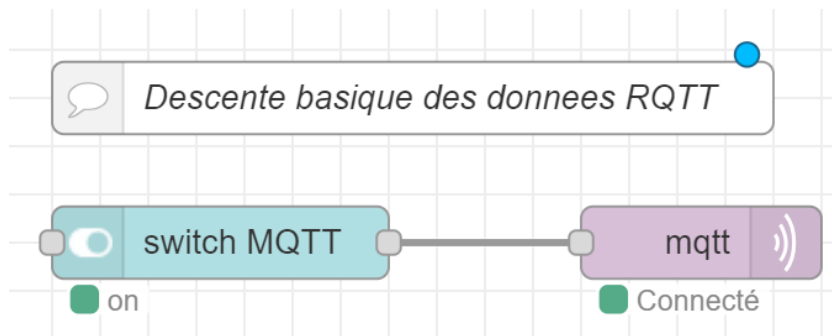 Descente basique des donnees RQTT
switch MQTT
mqtt
on
Connecté